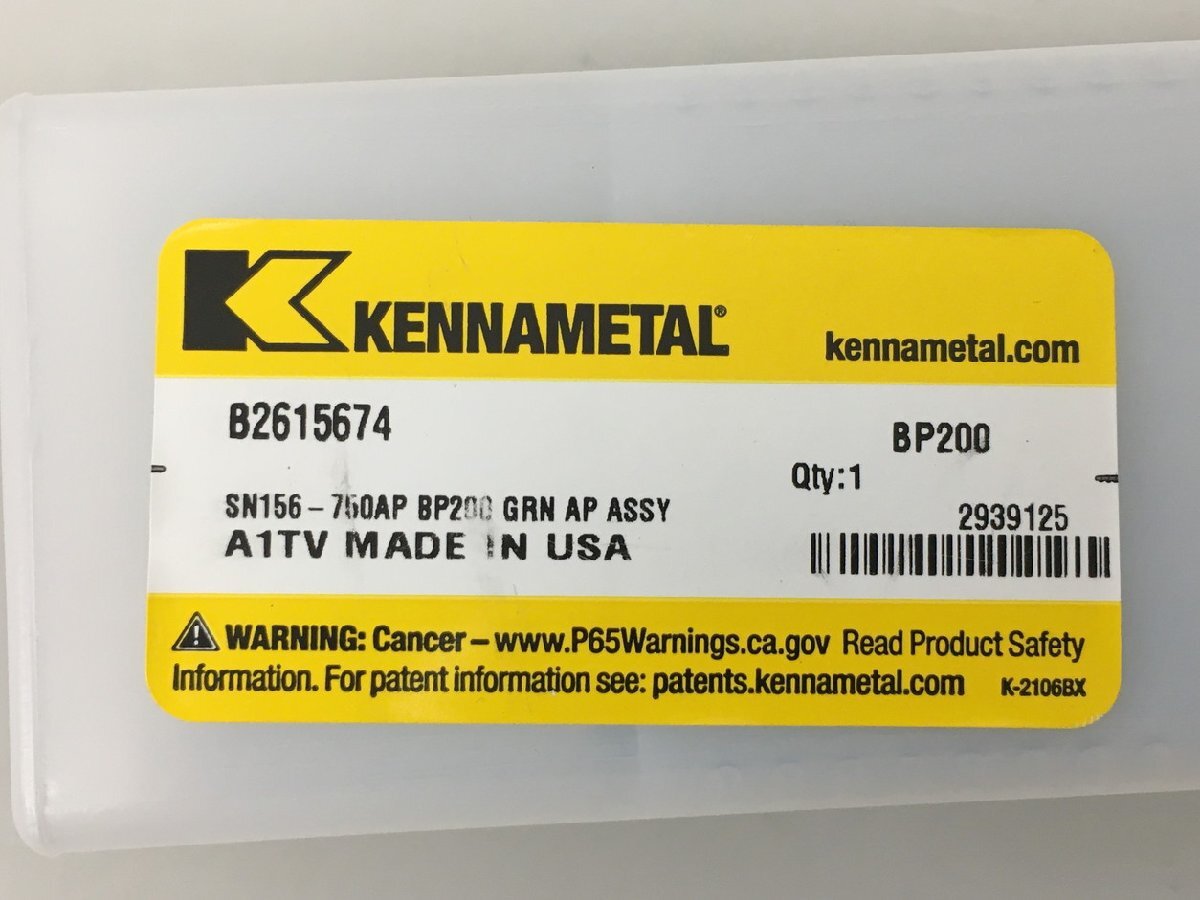 KENNAMETAL®
kennametal.com
B2615674
BP200
Qty:1
SN156-750AP BP200 GRN AP ASSY
2939125
A1TV MADE IN USA
WARNING: Cancer – www.P65Warnings.ca.gov Read Product Safety
Information. For patent information see: patents.kennametal.com K-2106BX